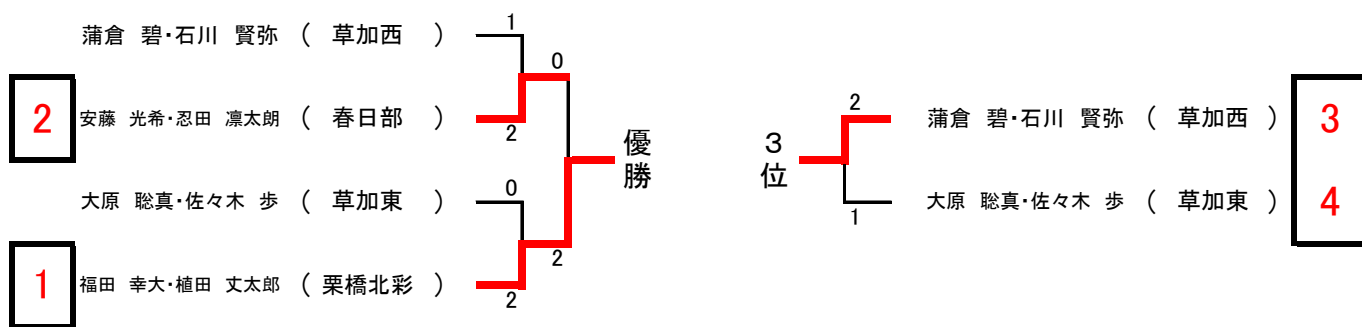 1
蒲倉 碧・石川 賢弥 ( 草加西 )
0
2 安藤 光希・忍田 凛太朗 ( 春日部 )
2
優勝
大原 聡真・佐々木 歩 ( 草加東 )
0
2
1 福田 幸大・植田 丈太郎 ( 栗橋北彩 )
2
3位
2
蒲倉 碧・石川 賢弥 ( 草加西 ) 3
大原 聡真・佐々木 歩 ( 草加東 ) 4
1